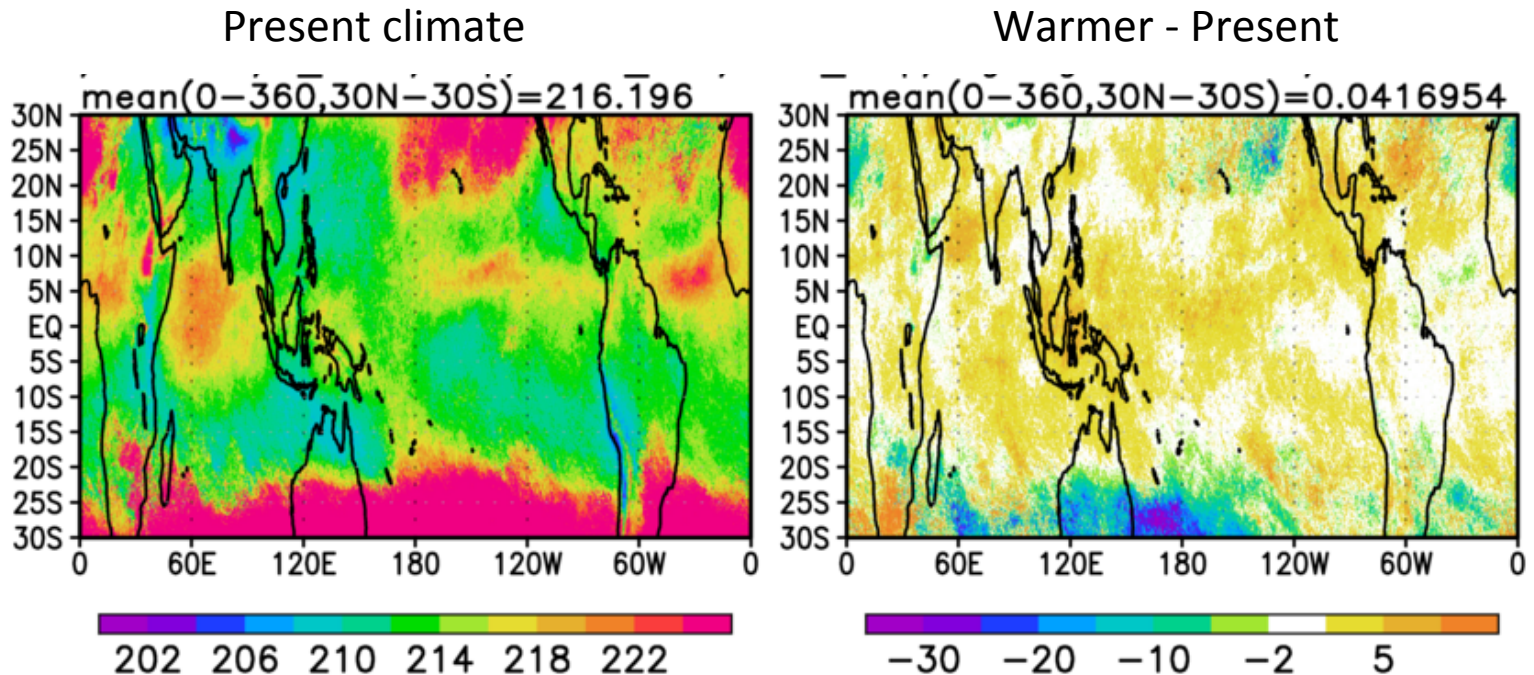 Present climate
Warmer - Present
mean(0-360,30N-30S)=216.196
mean(0-360,30N-30S)=0.0416954
30N
25N
20N
15N
10N
5N
EQ
5S
10S
15S
20S
25S
30S
0 60E 120E 180 120W 60W 0
202 206 210 214 218 222
30N
25N
20N
15N
10N
5N
EQ
5S
10S
15S
20S
25S
30S
0 60E 120E 180 120W 60W 0
-30 -20 -10 -2 5